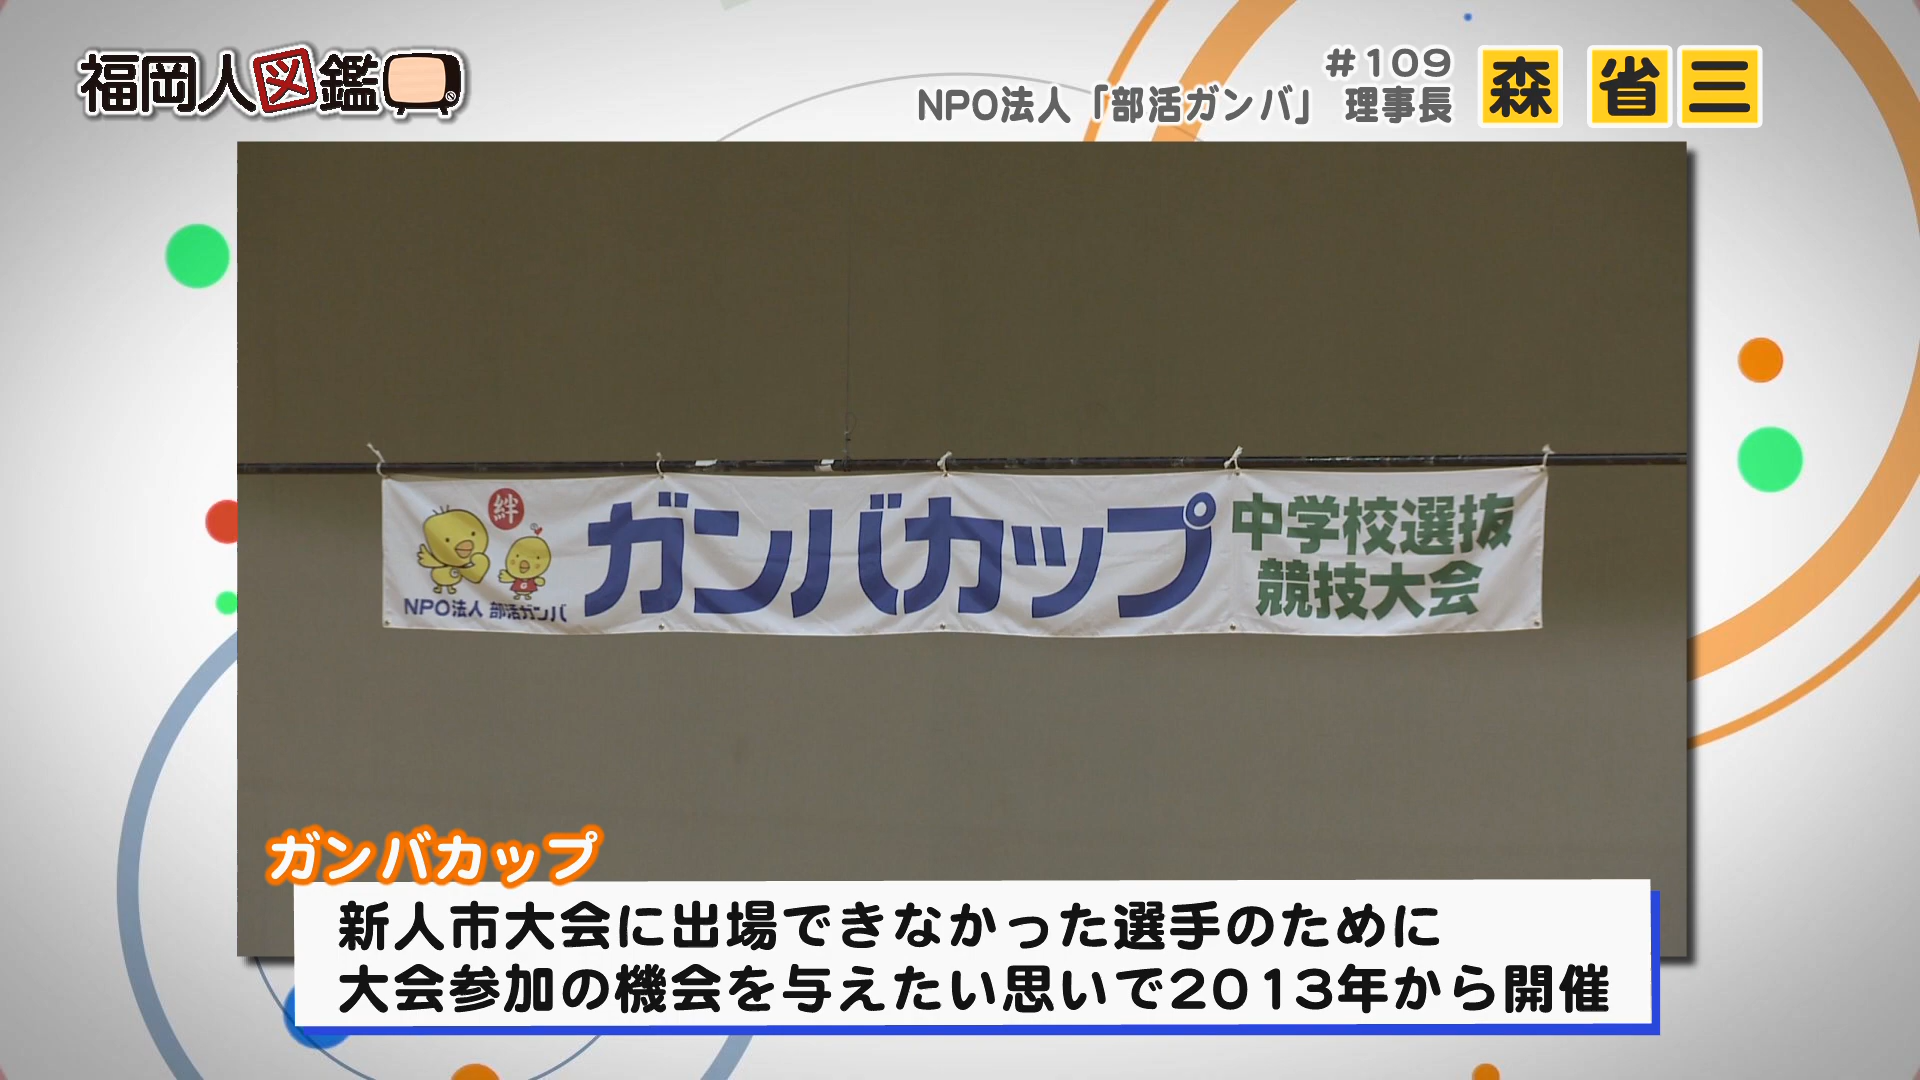 福岡人図鑑
#109
NPO法人「部活ガンバ」 理事長
森 省三
絆
NPO法人 部活ガンバ
ガンバカップ
中学校選抜
競技大会
ガンバカップ
新人市大会に出場できなかった選手のために
大会参加の機会を与えたい思いで2013年から開催